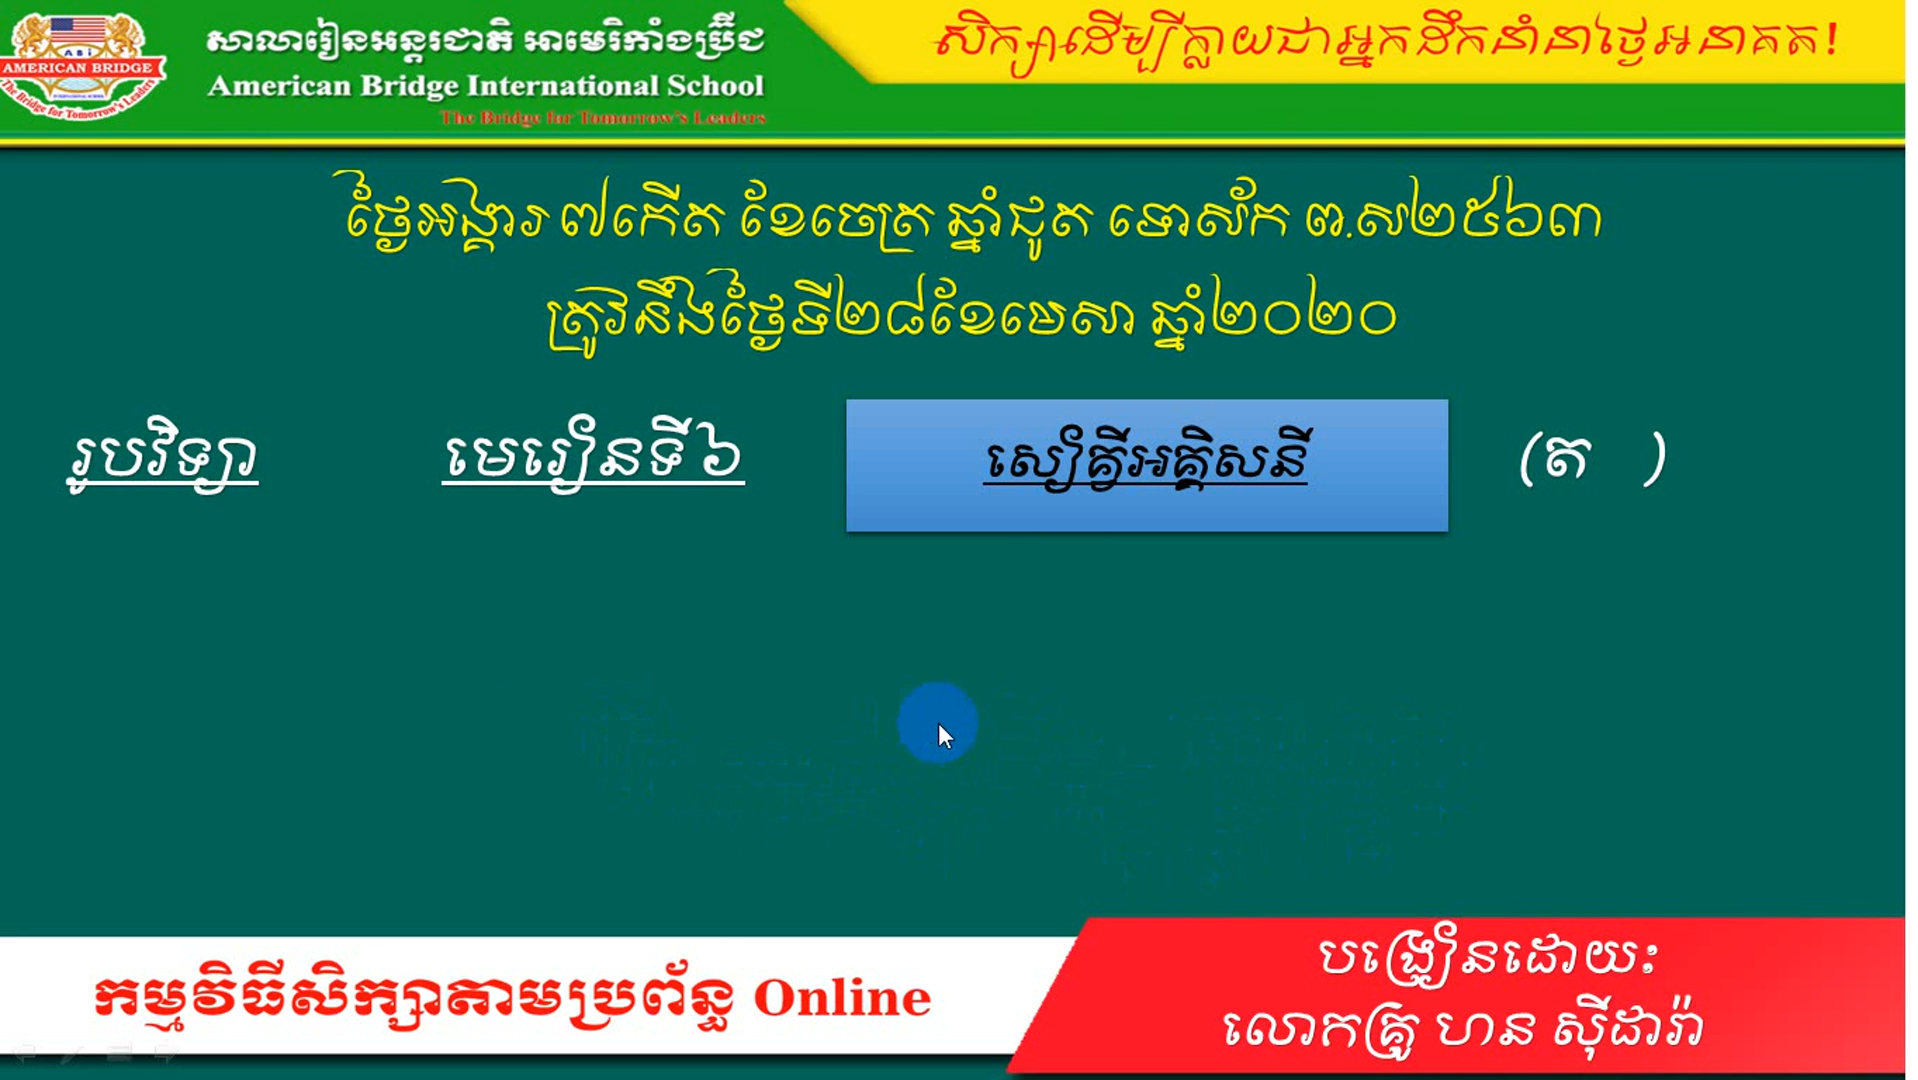 សាលារៀនអន្តរជាតិ អាមេរិកាំងប្រ៊ីជ
American Bridge International School
The Bridge for Tomorrow's Leaders
សិក្សាដើម្បីក្លាយជាអ្នកដឹកនាំនាថ្ងៃអនាគត!
ABi
AMERICAN BRIDGE
The Bridge for Tomorrow's Leaders
ថ្ងៃអង្គារ ៧កើត ខែចេត្រ ឆ្នាំជូត ទោស័ក ព.ស២៥៦៣
ត្រូវនឹងថ្ងៃទី២៨ខែមេសា ឆ្នាំ២០២០
រូបវិទ្យា មេរៀនទី៦ សៀគ្វីអគ្គិសនី (ត )
កម្មវិធីសិក្សាតាមប្រព័ន្ធ Online
បង្រៀនដោយ៖
លោកគ្រូ ហន ស៊ីដារ៉ា